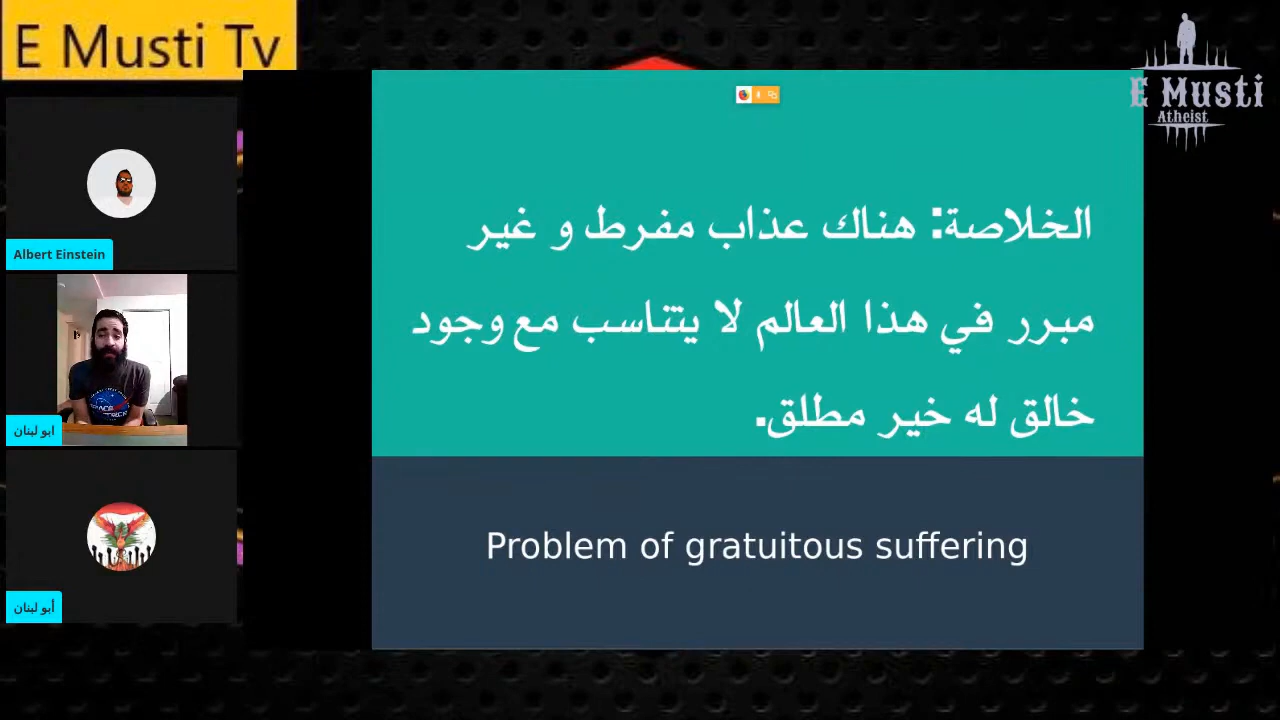 E Musti Tv
E Musti
Atheist
Albert Einstein
ابو لبنان
أبو لبنان
الخلاصة: هناك عذاب مفرط و غير
مبرر في هذا العالم لا يتناسب مع وجود
خالق له خير مطلق.
Problem of gratuitous suffering